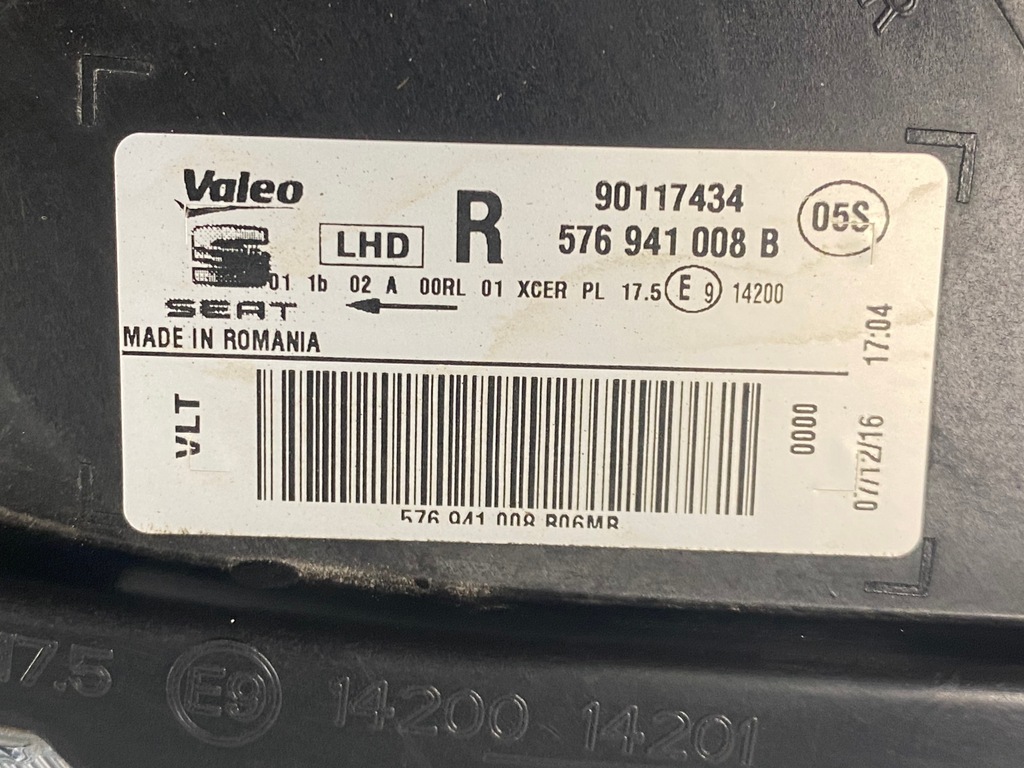 Valeo
LHD
R
90117434
576 941 008 B
05S
01 1b 02 A 00RL 01 XCER PL 17.5 E 9 14200
SEAT
MADE IN ROMANIA
VLT
0000
07/12/16 17:04
576 941 008 B06MB
17.5 E9 14200 14201